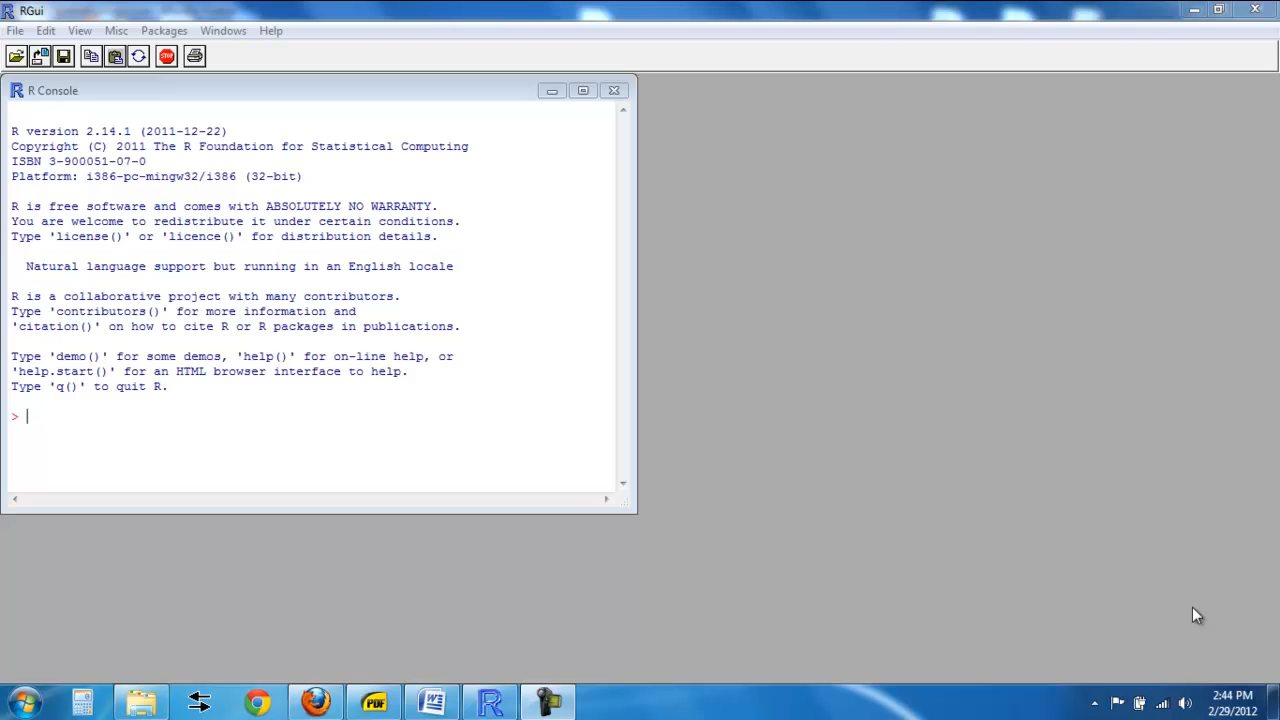 RGui
File Edit View Misc Packages Windows Help
STOP
R Console
R version 2.14.1 (2011-12-22)
Copyright (C) 2011 The R Foundation for Statistical Computing
ISBN 3-900051-07-0
Platform: i386-pc-mingw32/i386 (32-bit)
R is free software and comes with ABSOLUTELY NO WARRANTY.
You are welcome to redistribute it under certain conditions.
Type 'license()' or 'licence()' for distribution details.
Natural language support but running in an English locale
R is a collaborative project with many contributors.
Type 'contributors()' for more information and
'citation()' on how to cite R or R packages in publications.
Type 'demo()' for some demos, 'help()' for on-line help, or
'help.start()' for an HTML browser interface to help.
Type 'q()' to quit R.
>
PDF
W
R
2:44 PM
2/29/2012